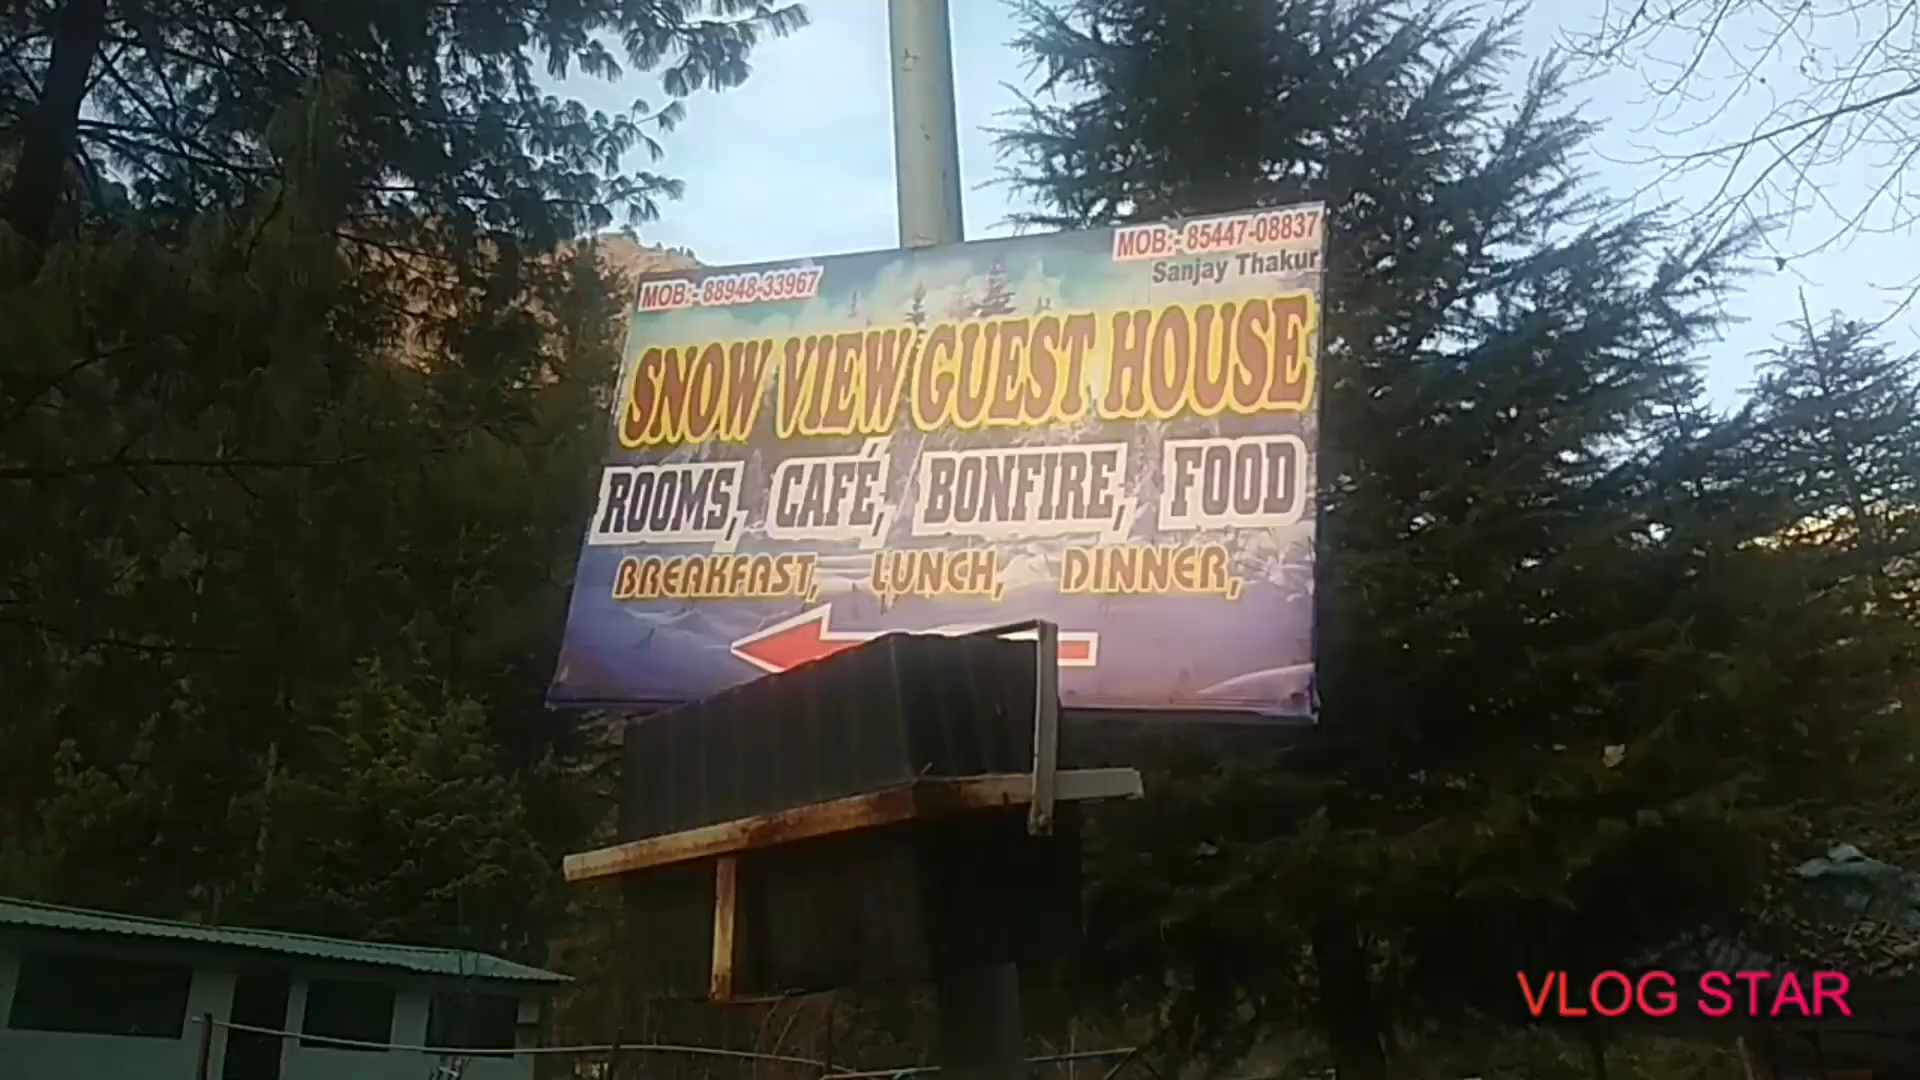 MOB:- 88948-33967
MOB:- 85447-08837
Sanjay Thakur
SNOW VIEW GUEST HOUSE
ROOMS, CAFÉ, BONFIRE, FOOD
BREAKFAST, LUNCH, DINNER,
VLOG STAR